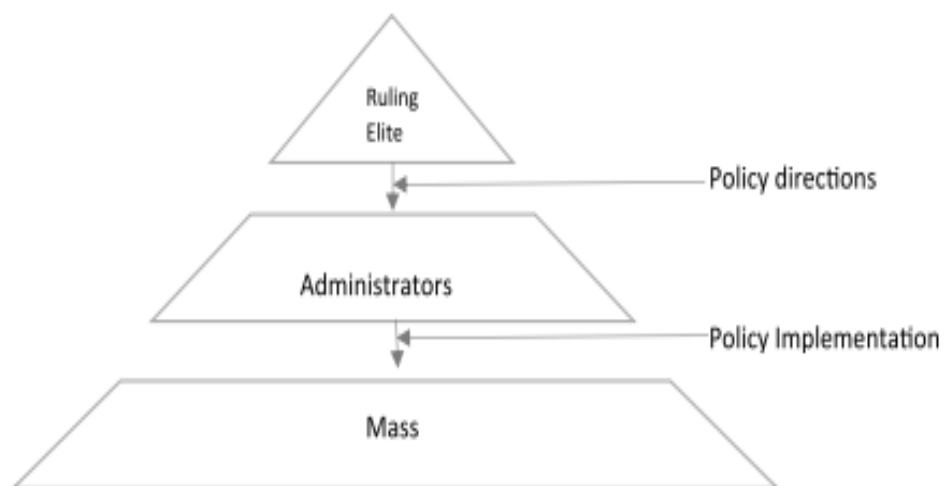 Ruling
Elite
Policy directions
Administrators
Policy Implementation
Mass